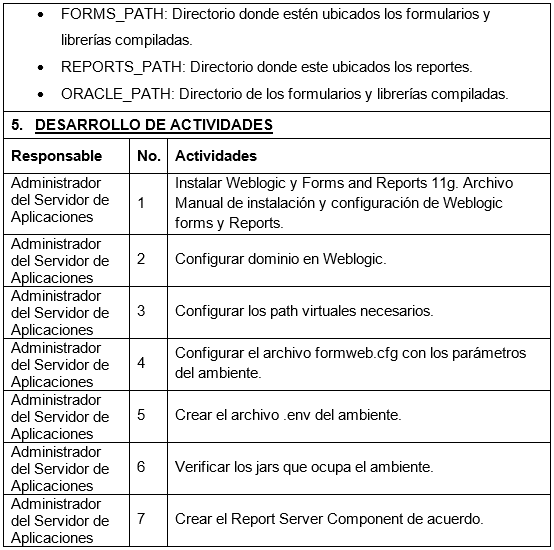 • FORMS_PATH: Directorio donde estén ubicados los formularios y
librerías compiladas.
• REPORTS_PATH: Directorio donde este ubicados los reportes.
• ORACLE_PATH: Directorio de los formularios y librerías compiladas.
5. DESARROLLO DE ACTIVIDADES
Responsable No. Actividades
Administrador
del Servidor de
Aplicaciones
1
Instalar Weblogic y Forms and Reports 11g. Archivo
Manual de instalación y configuración de Weblogic
forms y Reports.
Administrador
del Servidor de
Aplicaciones
2
Configurar dominio en Weblogic.
Administrador
del Servidor de
Aplicaciones
3
Configurar los path virtuales necesarios.
Administrador
del Servidor de
Aplicaciones
4
Configurar el archivo formweb.cfg con los parámetros
del ambiente.
Administrador
del Servidor de
Aplicaciones
5
Crear el archivo .env del ambiente.
Administrador
del Servidor de
Aplicaciones
6
Verificar los jars que ocupa el ambiente.
Administrador
del Servidor de
Aplicaciones
7
Crear el Report Server Component de acuerdo.